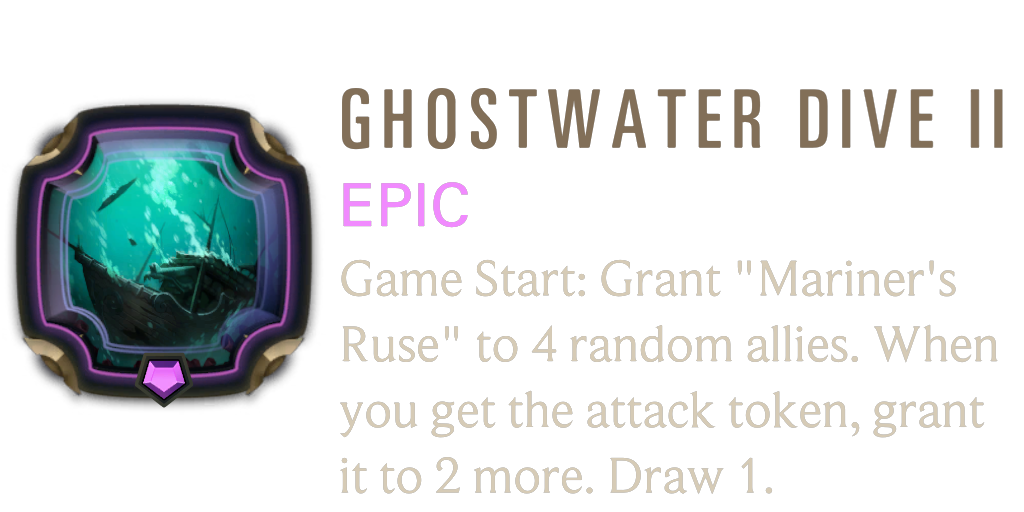 GHOSTWATER DIVE II
EPIC
Game Start: Grant "Mariner's
Ruse" to 4 random allies. When
you get the attack token, grant
it to 2 more. Draw 1.